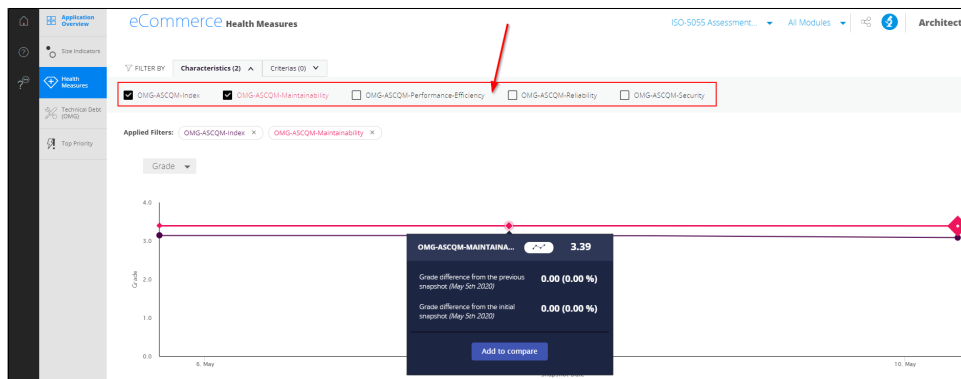 Application
Overview
eCommerce Health Measures
ISO-5055 Assessment...
All Modules
Architect
Size Indicators
Health
Measures
Technical Debt
(OMG)
Top Priority
FILTER BY Characteristics (2) Criterias (0)
OMG-ASCQM-Index OMG-ASCQM-Maintainability OMG-ASCQM-Performance-Efficiency OMG-ASCQM-Reliability OMG-ASCQM-Security
Applied Filters: OMG-ASCQM-Index × OMG-ASCQM-Maintainability ×
Grade
4.0
3.0
2.0
1.0
0.0
Grade
OMG-ASCQM-MAINTAINA... 3.39
Grade difference from the previous
snapshot (May 5th 2020) 0.00 (0.00 %)
Grade difference from the initial
snapshot (May 5th 2020) 0.00 (0.00 %)
Add to compare
6. May
10. May